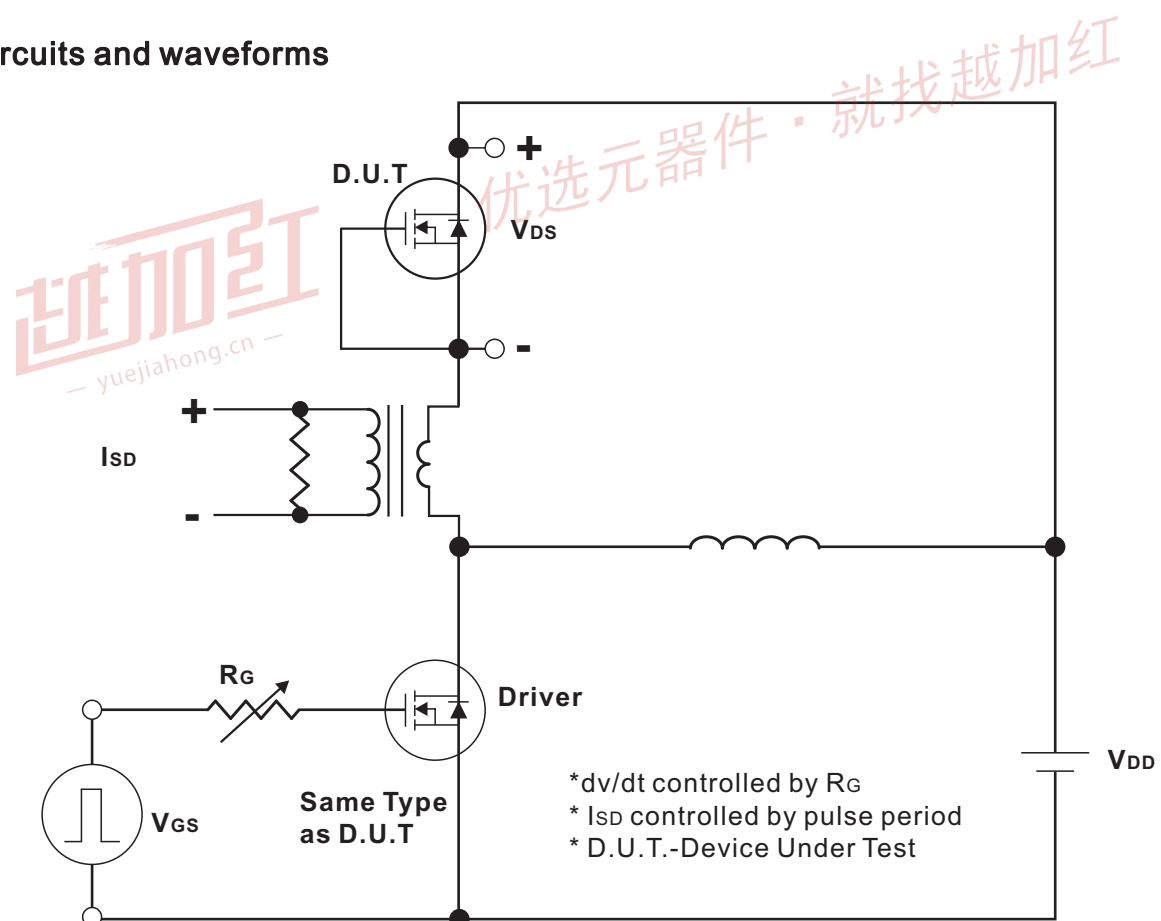 rcuits and waveforms
优选元器件·就找越加红
D.U.T
+
VDS
-
越加红
— yuejiahong.cn —
+
ISD
-
RG
Driver
VDD
*dv/dt controlled by RG
* ISD controlled by pulse period
* D.U.T.-Device Under Test
Same Type
as D.U.T
VGS